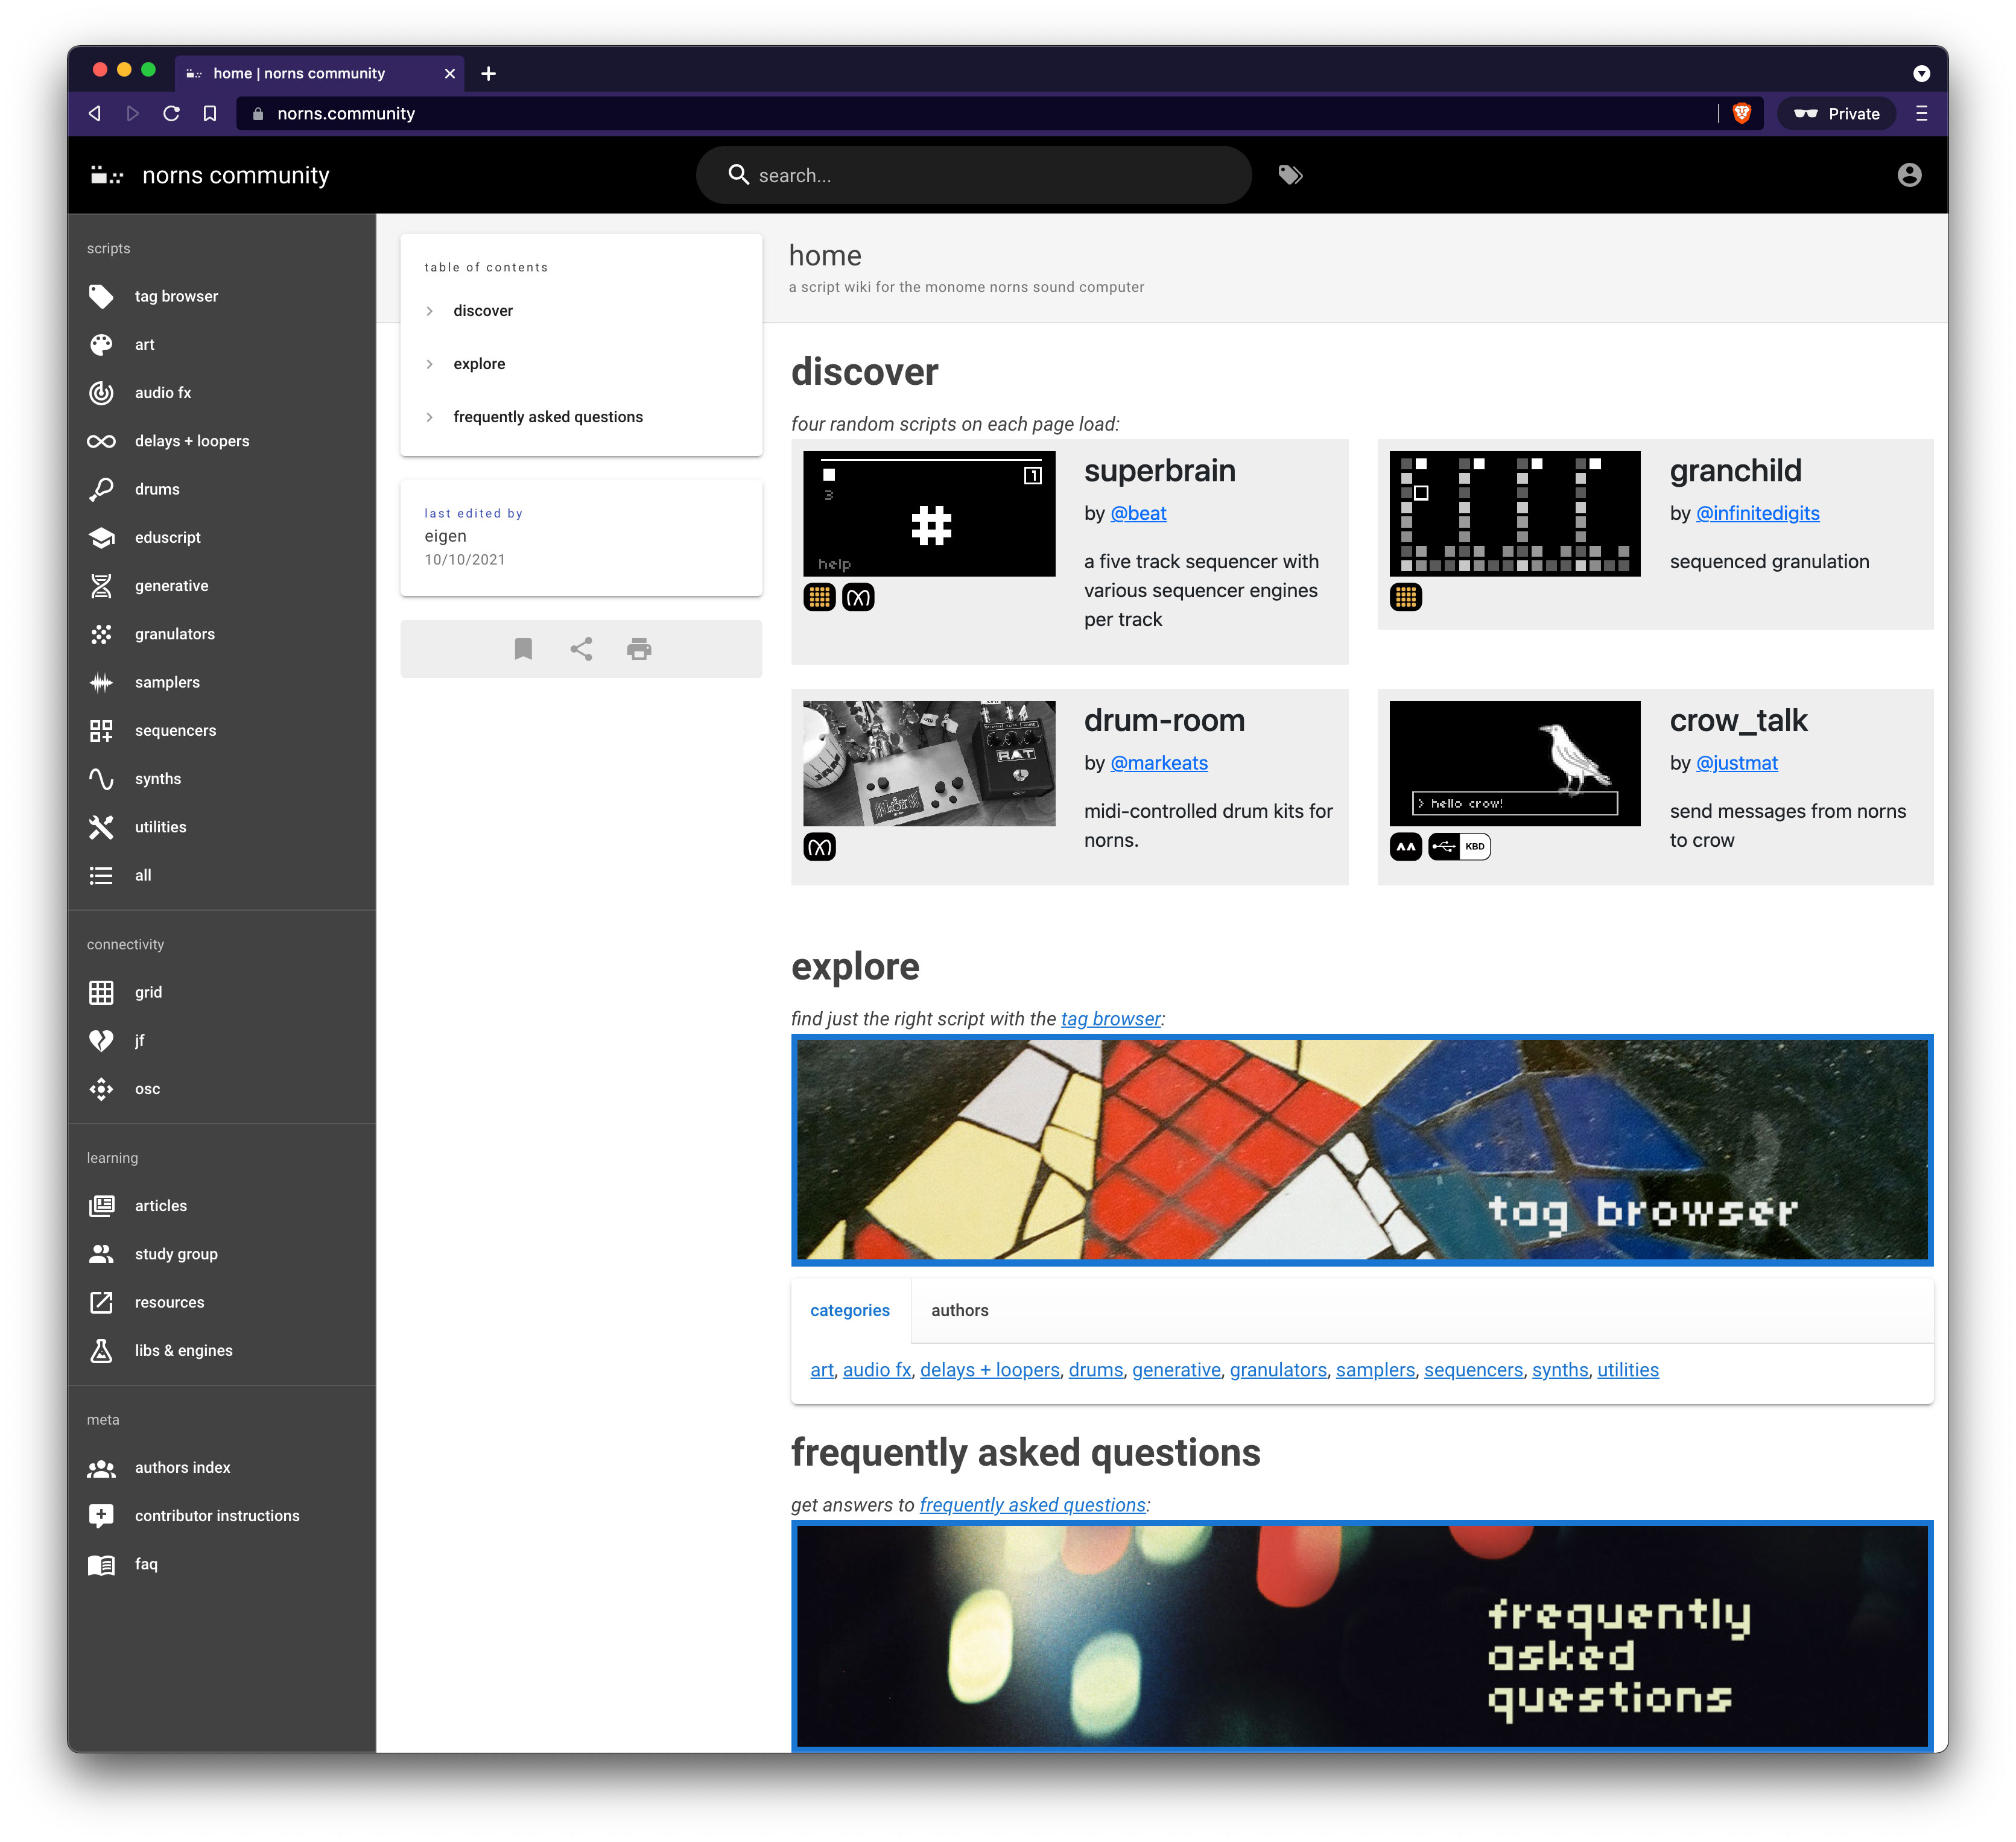 home | norns community
norns.community
Private
norns community
search...
scripts
tag browser
art
audio fx
delays + loopers
drums
eduscript
generative
granulators
samplers
sequencers
synths
utilities
all
connectivity
grid
jf
osc
learning
articles
study group
resources
libs & engines
meta
authors index
contributor instructions
faq
table of contents
discover
explore
frequently asked questions
last edited by
eigen
10/10/2021
home
a script wiki for the monome norns sound computer
discover
four random scripts on each page load:
1
3
#
help
superbrain
by @beat
a five track sequencer with
various sequencer engines
per track
granchild
by @infinitedigits
sequenced granulation
RAT
drum-room
by @markeats
midi-controlled drum kits for
norns.
> hello crow!
KBD
crow_talk
by @justmat
send messages from norns
to crow
explore
find just the right script with the tag browser:
tag browser
categories
authors
art, audio fx, delays + loopers, drums, generative, granulators, samplers, sequencers, synths, utilities
frequently asked questions
get answers to frequently asked questions:
frequently
asked
questions